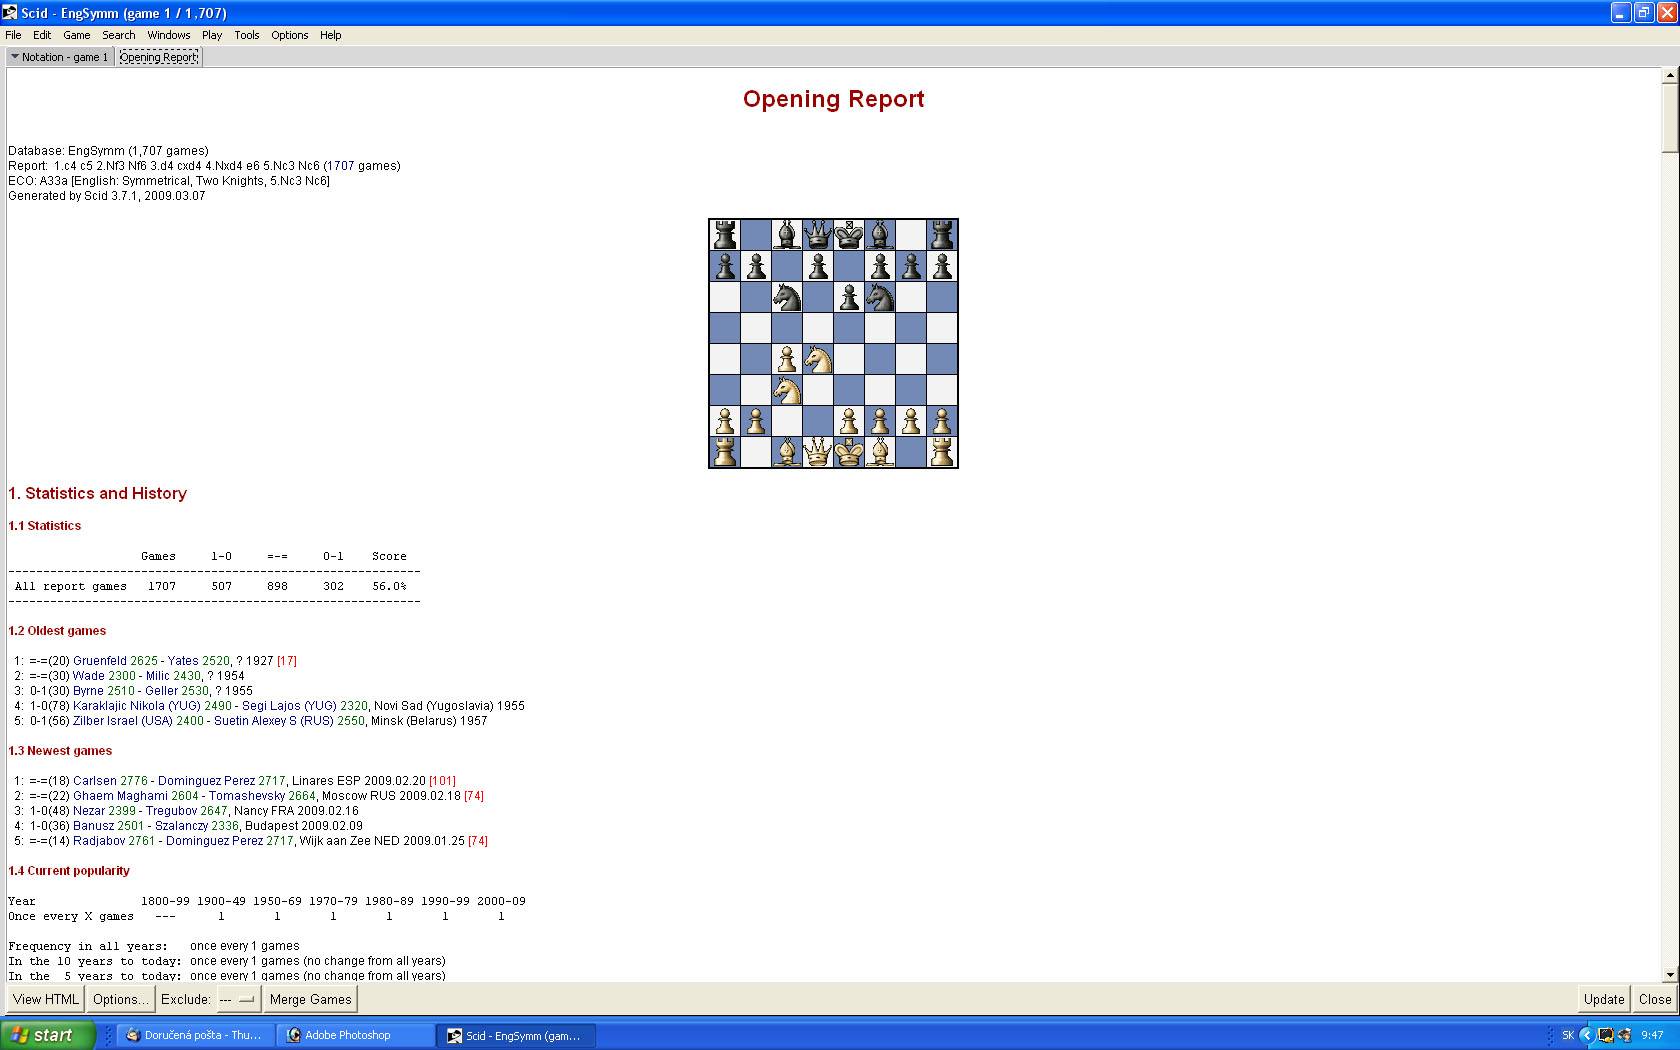 Scid - EngSymm (game 1 / 1,707)
File Edit Game Search Windows Play Tools Options Help
Notation - game 1 Opening Report
Opening Report
Database: EngSymm (1,707 games)
Report: 1.c4 c5 2.Nf3 Nf6 3.d4 cxd4 4.Nxd4 e6 5.Nc3 Nc6 (1707 games)
ECO: A33a [English: Symmetrical, Two Knights, 5.Nc3 Nc6]
Generated by Scid 3.7.1, 2009.03.07
1. Statistics and History
1.1 Statistics
Games 1-0 =-= 0-1 Score
------------------------------------------------------------
All report games 1707 507 898 302 56.0%
------------------------------------------------------------
1.2 Oldest games
1: =-=(20) Gruenfeld 2625 - Yates 2520, ? 1927 [17]
2: =-=(30) Wade 2300 - Milic 2430, ? 1954
3: 0-1(30) Byrne 2510 - Geller 2530, ? 1955
4: 1-0(78) Karaklajic Nikola (YUG) 2490 - Segi Lajos (YUG) 2320, Novi Sad (Yugoslavia) 1955
5: 0-1(56) Zilber Israel (USA) 2400 - Suetin Alexey S (RUS) 2550, Minsk (Belarus) 1957
1.3 Newest games
1: =-=(18) Carlsen 2776 - Dominguez Perez 2717, Linares ESP 2009.02.20 [101]
2: =-=(22) Ghaem Maghami 2604 - Tomashevsky 2664, Moscow RUS 2009.02.18 [74]
3: 1-0(48) Nezar 2399 - Tregubov 2647, Nancy FRA 2009.02.16
4: 1-0(36) Banusz 2501 - Szalanczy 2336, Budapest 2009.02.09
5: =-=(14) Radjabov 2761 - Dominguez Perez 2717, Wijk aan Zee NED 2009.01.25 [74]
1.4 Current popularity
Year 1800-99 1900-49 1950-69 1970-79 1980-89 1990-99 2000-09
Once every X games --- 1 1 1 1 1 1
Frequency in all years: once every 1 games
In the 10 years to today: once every 1 games (no change from all years)
In the 5 years to today: once every 1 games (no change from all years)
View HTML Options... Exclude: --- Merge Games Update Close
start Doručená pošta - Thu... Adobe Photoshop Scid - EngSymm (gam... SK 9:47